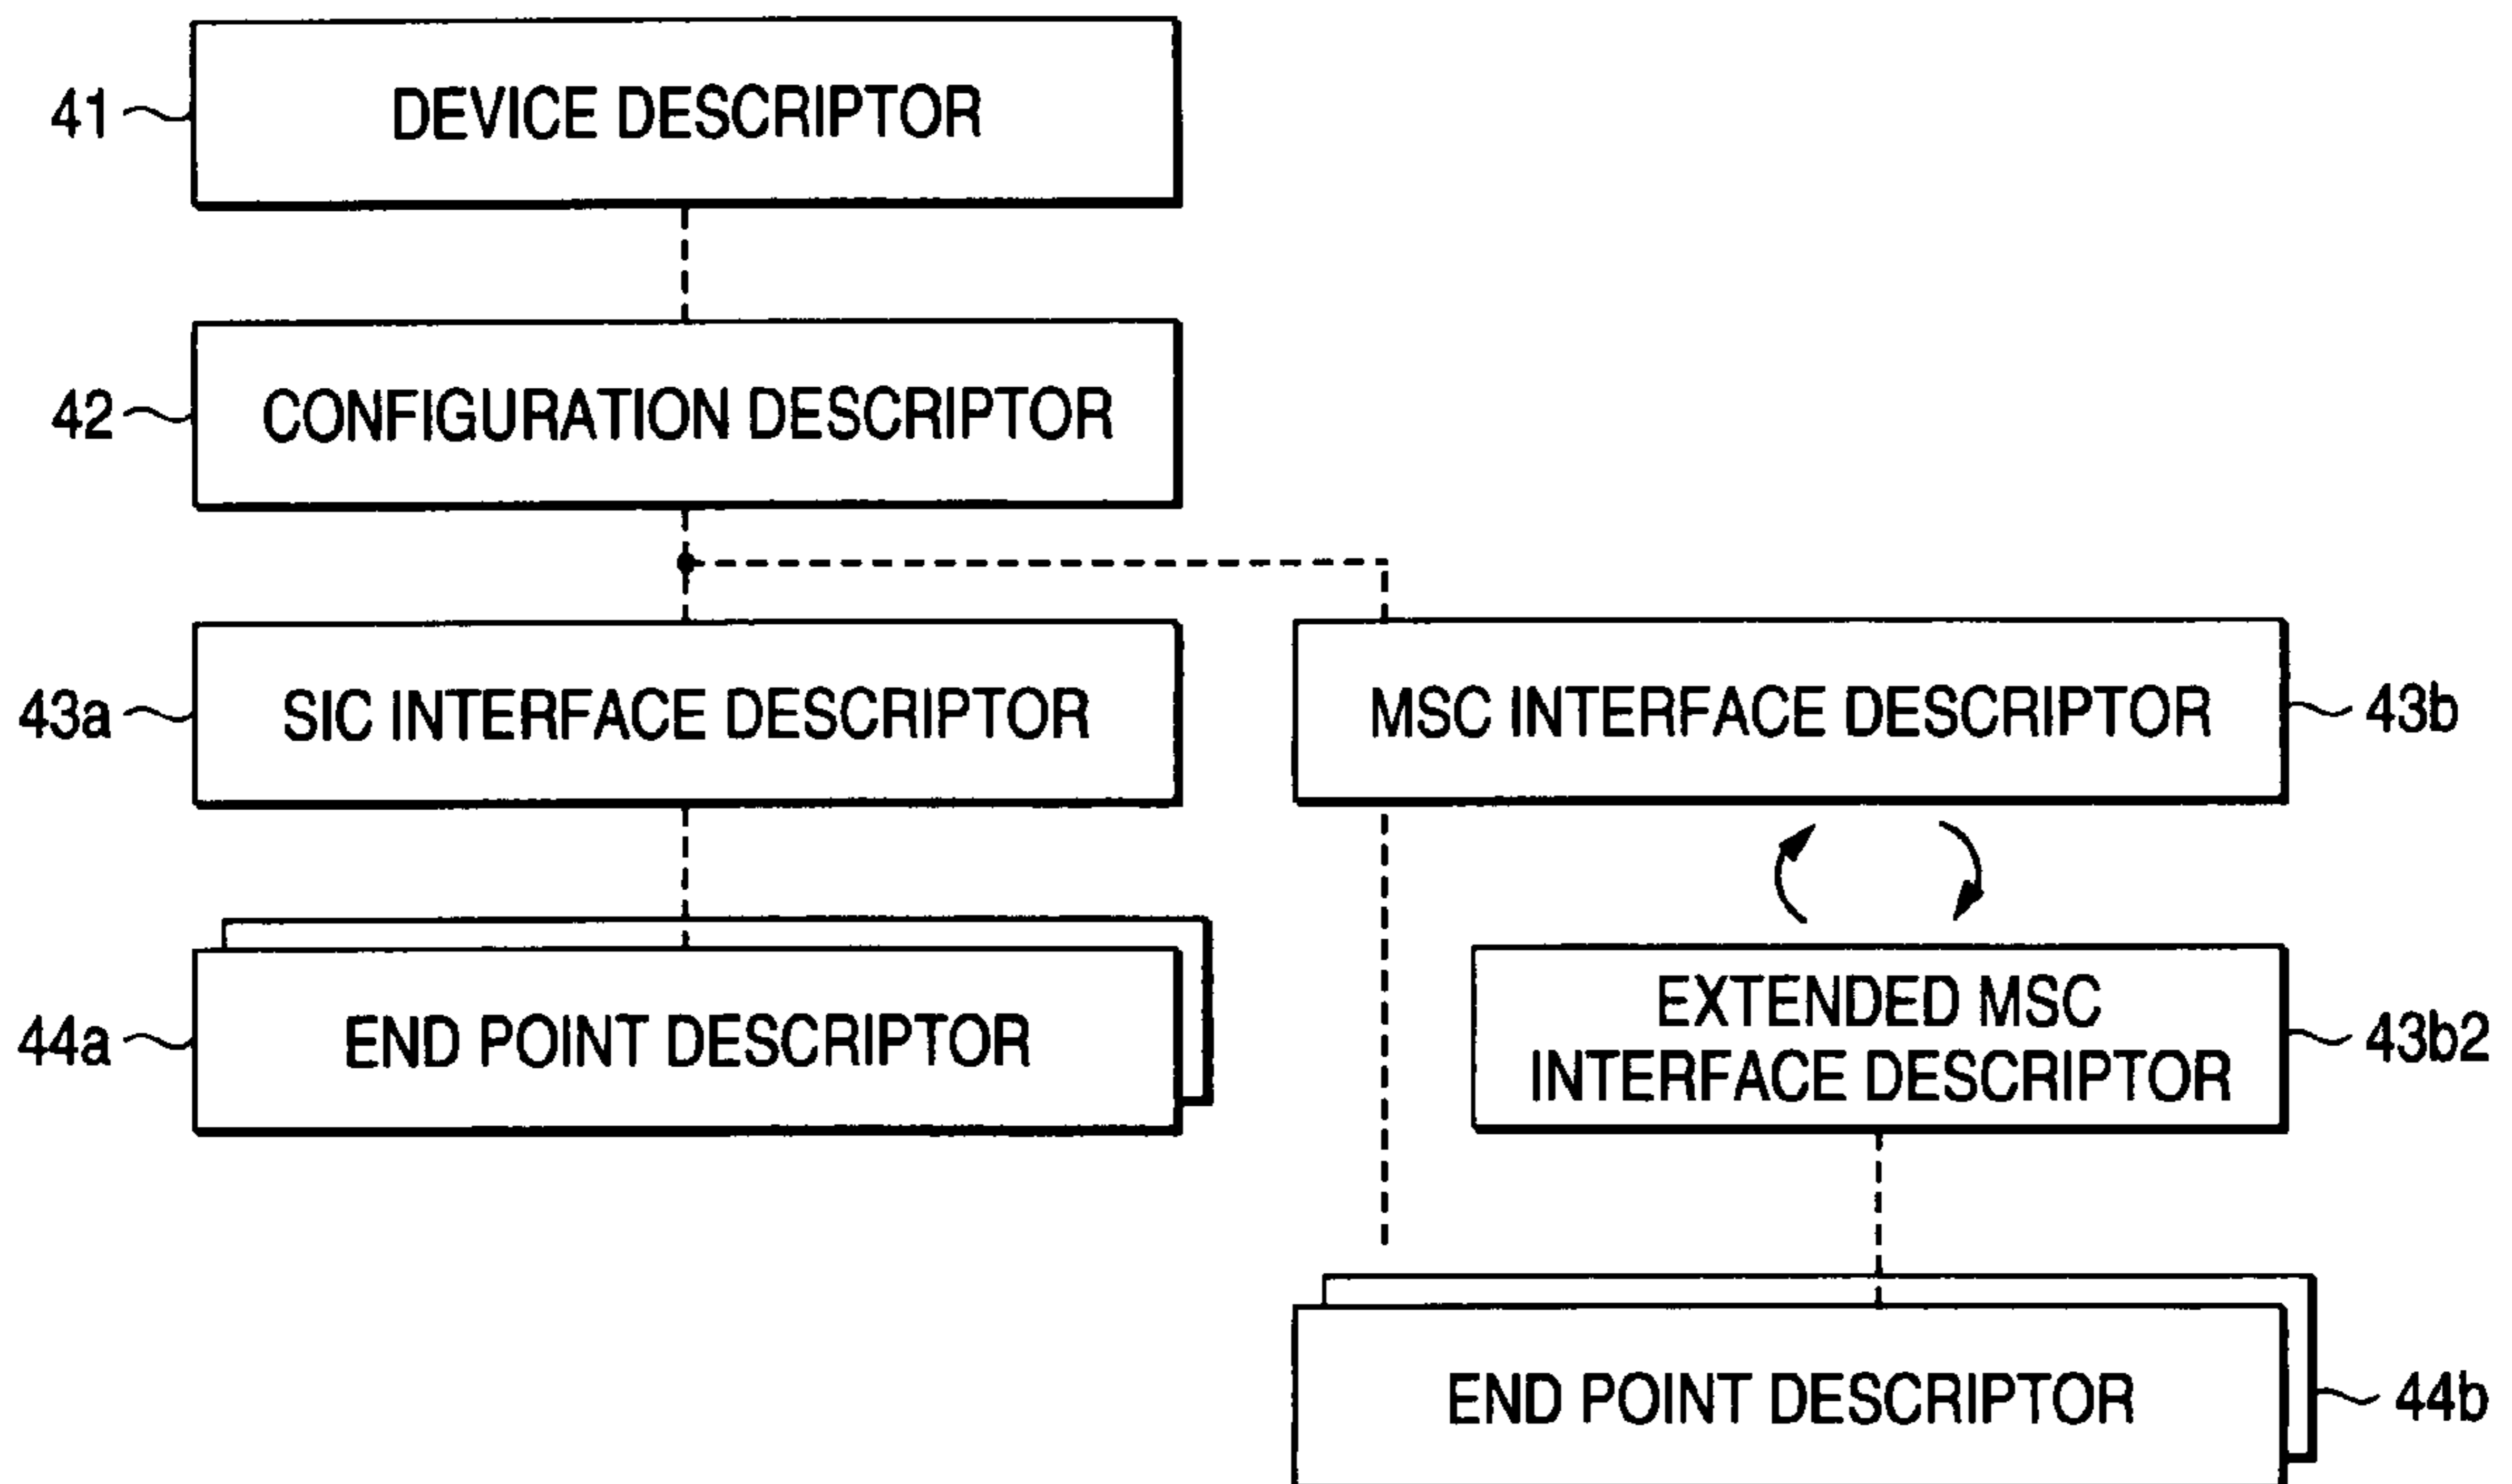 41
DEVICE DESCRIPTOR
42
CONFIGURATION DESCRIPTOR
43a
SIC INTERFACE DESCRIPTOR
MSC INTERFACE DESCRIPTOR
43b
44a
END POINT DESCRIPTOR
EXTENDED MSC
INTERFACE DESCRIPTOR
43b2
END POINT DESCRIPTOR
44b